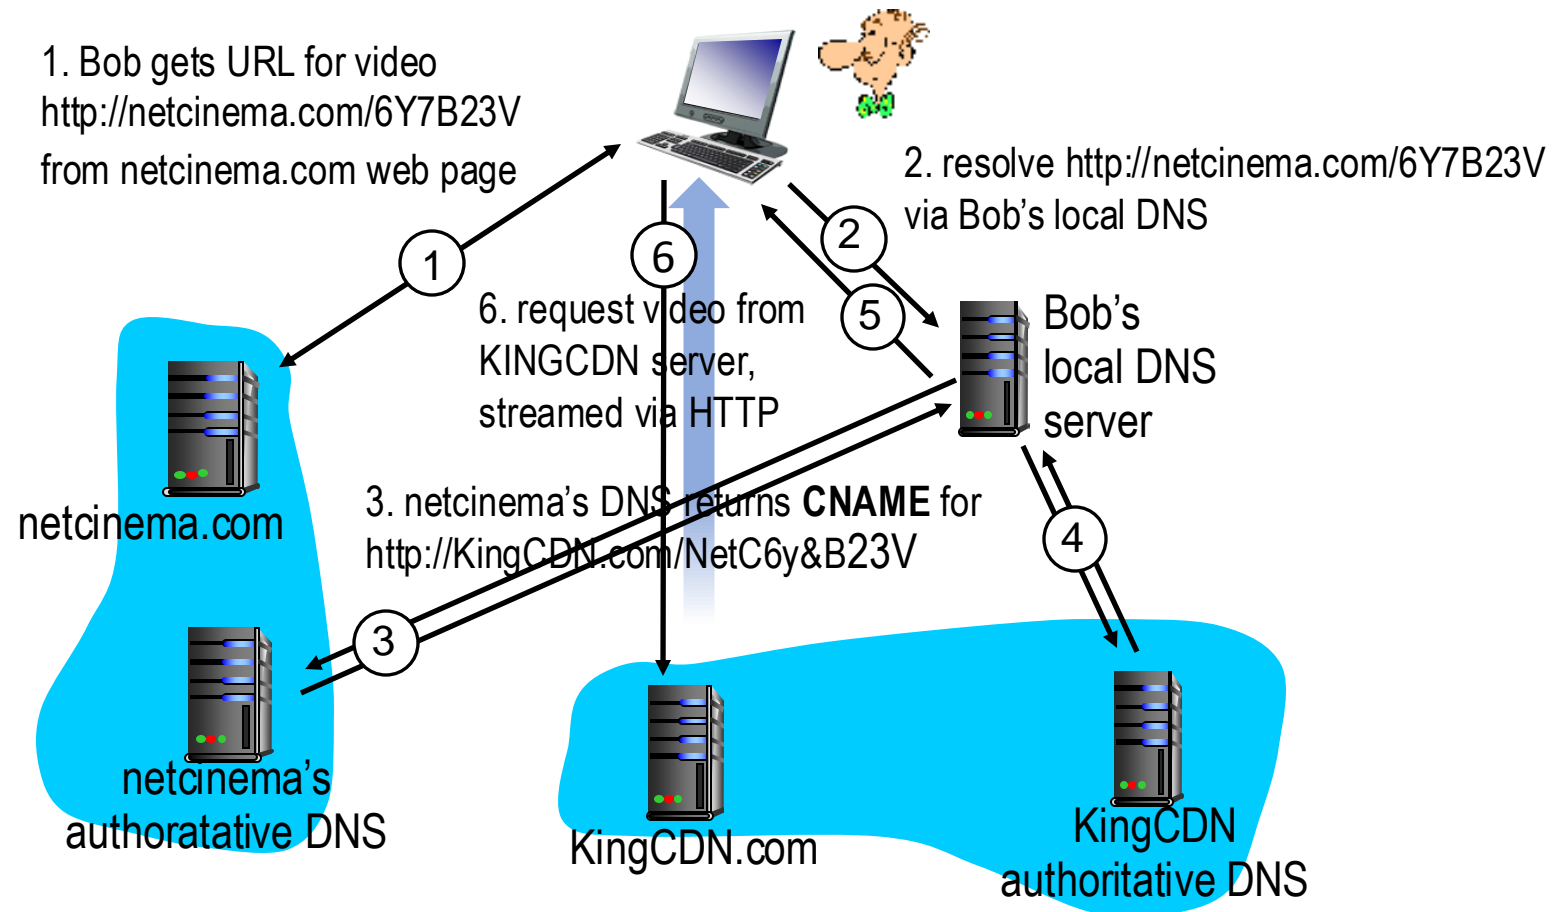 1. Bob gets URL for video
http://netcinema.com/6Y7B23V
from netcinema.com web page
2. resolve http://netcinema.com/6Y7B23V
via Bob's local DNS
1
2
6
5
6. request video from
KINGCDN server,
streamed via HTTP
Bob's
local DNS
server
netcinema.com
3. netcinema's DNS returns CNAME for
http://KingCDN.com/NetC6y&B23V
4
3
netcinema's
authoratative DNS
KingCDN.com
KingCDN
authoritative DNS